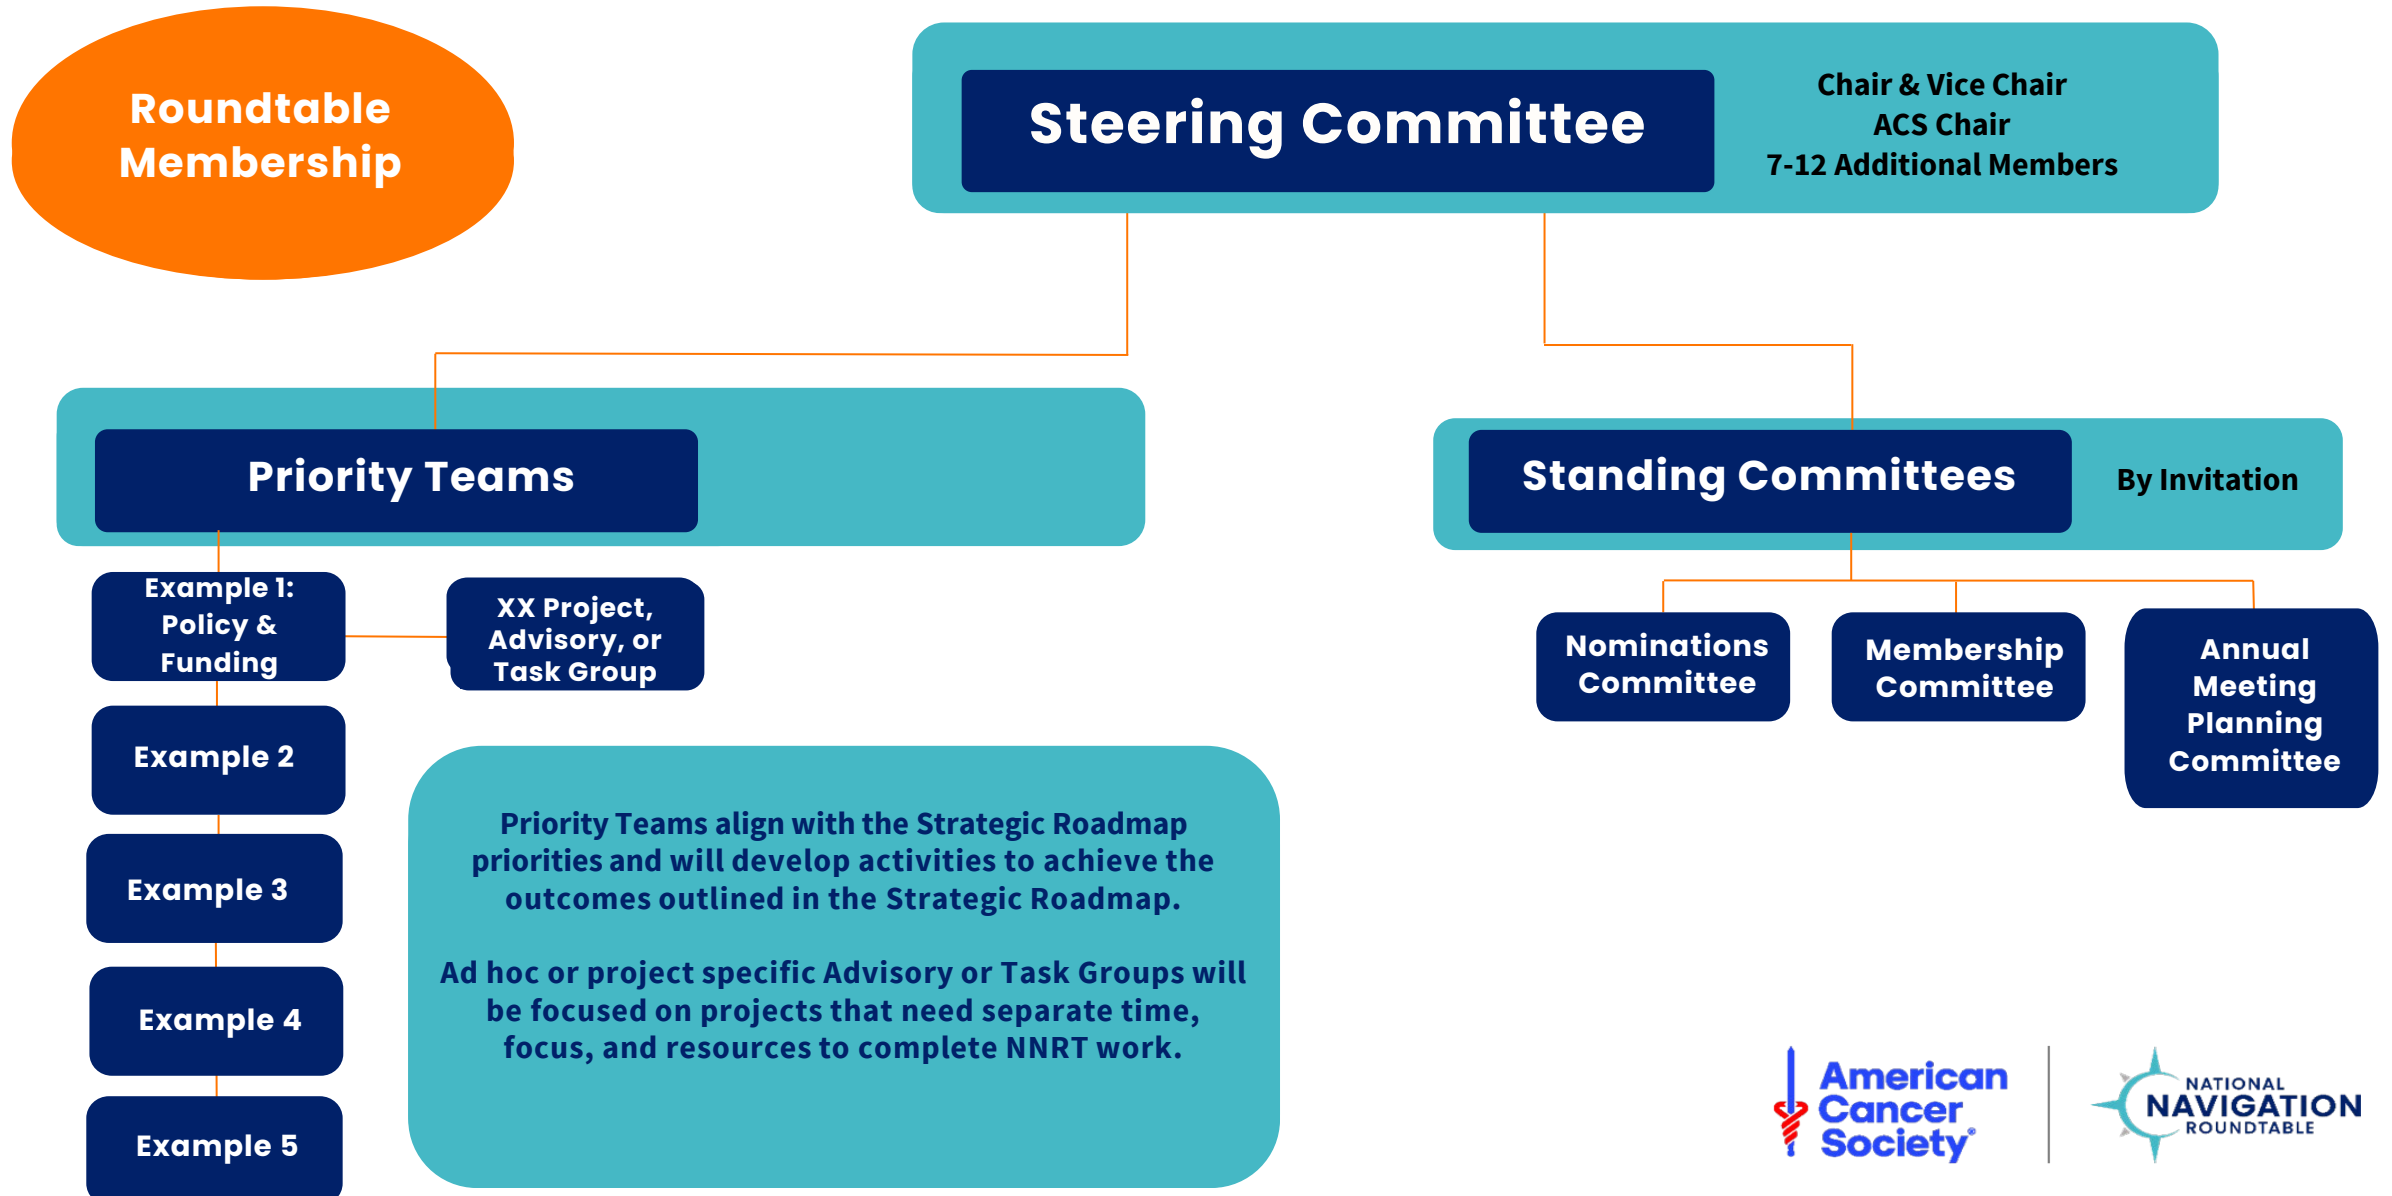 Roundtable
Membership
Steering Committee
Chair & Vice Chair
ACS Chair
7-12 Additional Members
Priority Teams
Standing Committees
By Invitation
Example 1:
Policy &
Funding
XX Project,
Advisory, or
Task Group
Example 2
Example 3
Example 4
Example 5
Nominations
Committee
Membership
Committee
Annual
Meeting
Planning
Committee
Priority Teams align with the Strategic Roadmap
priorities and will develop activities to achieve the
outcomes outlined in the Strategic Roadmap.
Ad hoc or project specific Advisory or Task Groups will
be focused on projects that need separate time,
focus, and resources to complete NNRT work.
American
Cancer
Society®
NATIONAL
NAVIGATION
ROUNDTABLE